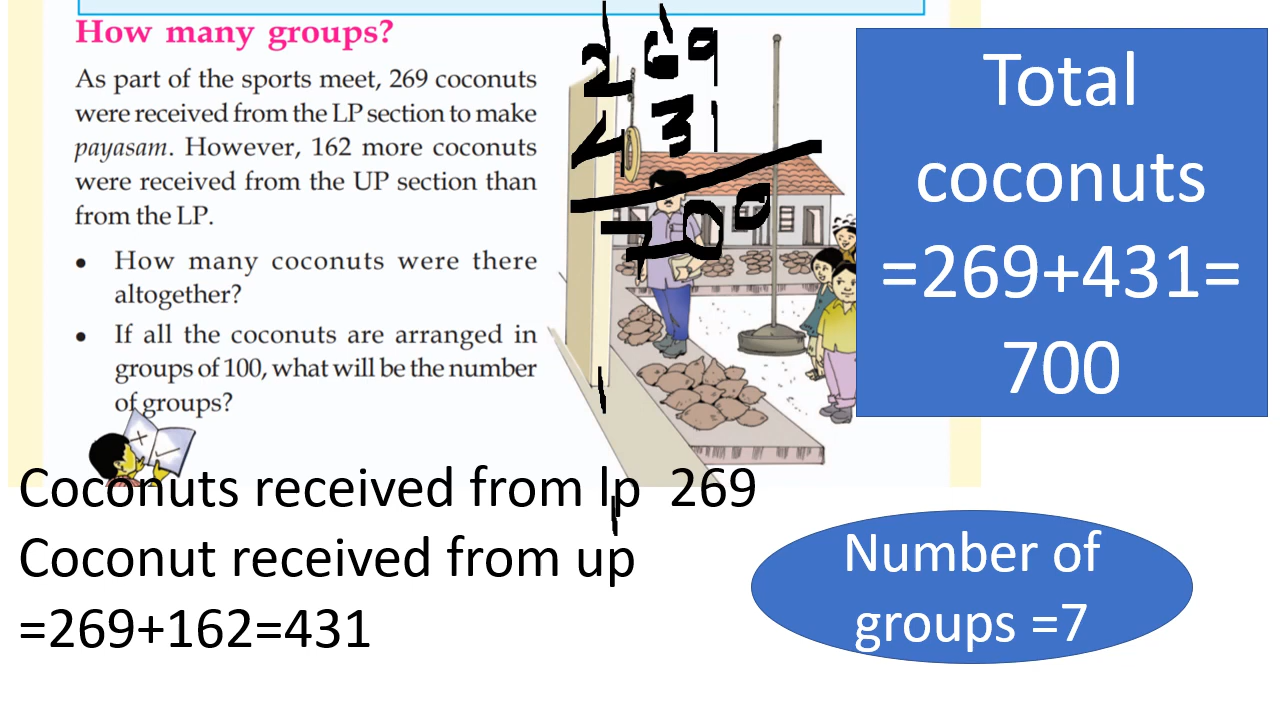 How many groups?
As part of the sports meet, 269 coconuts
were received from the LP section to make
payasam. However, 162 more coconuts
were received from the UP section than
from the LP.
• How many coconuts were there
altogether?
• If all the coconuts are arranged in
groups of 100, what will be the number
of groups?
269
431
700
Total
coconuts
=269+431=
700
Coconuts received from lp 269
Coconut received from up
=269+162=431
Number of
groups =7